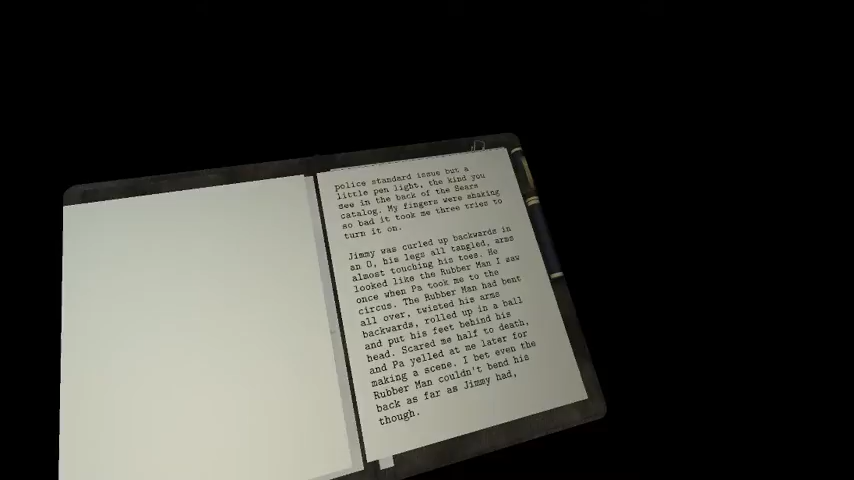 police standard issue but a
little pen light, the kind you
see in the back of the Sears
catalog. My fingers were shaking
so bad it took me three tries to
turn it on.
Jimmy was curled up backwards in
an O, his legs all tangled, arms
almost touching his toes. He
looked like the Rubber Man I saw
once when Pa took me to the
circus. The Rubber Man had bent
all over, twisted his arms
backwards, rolled up in a ball
and put his feet behind his
head. Scared me half to death,
and Pa yelled at me later for
making a scene. I bet even the
Rubber Man couldn't bend his
back as far as Jimmy had,
though.